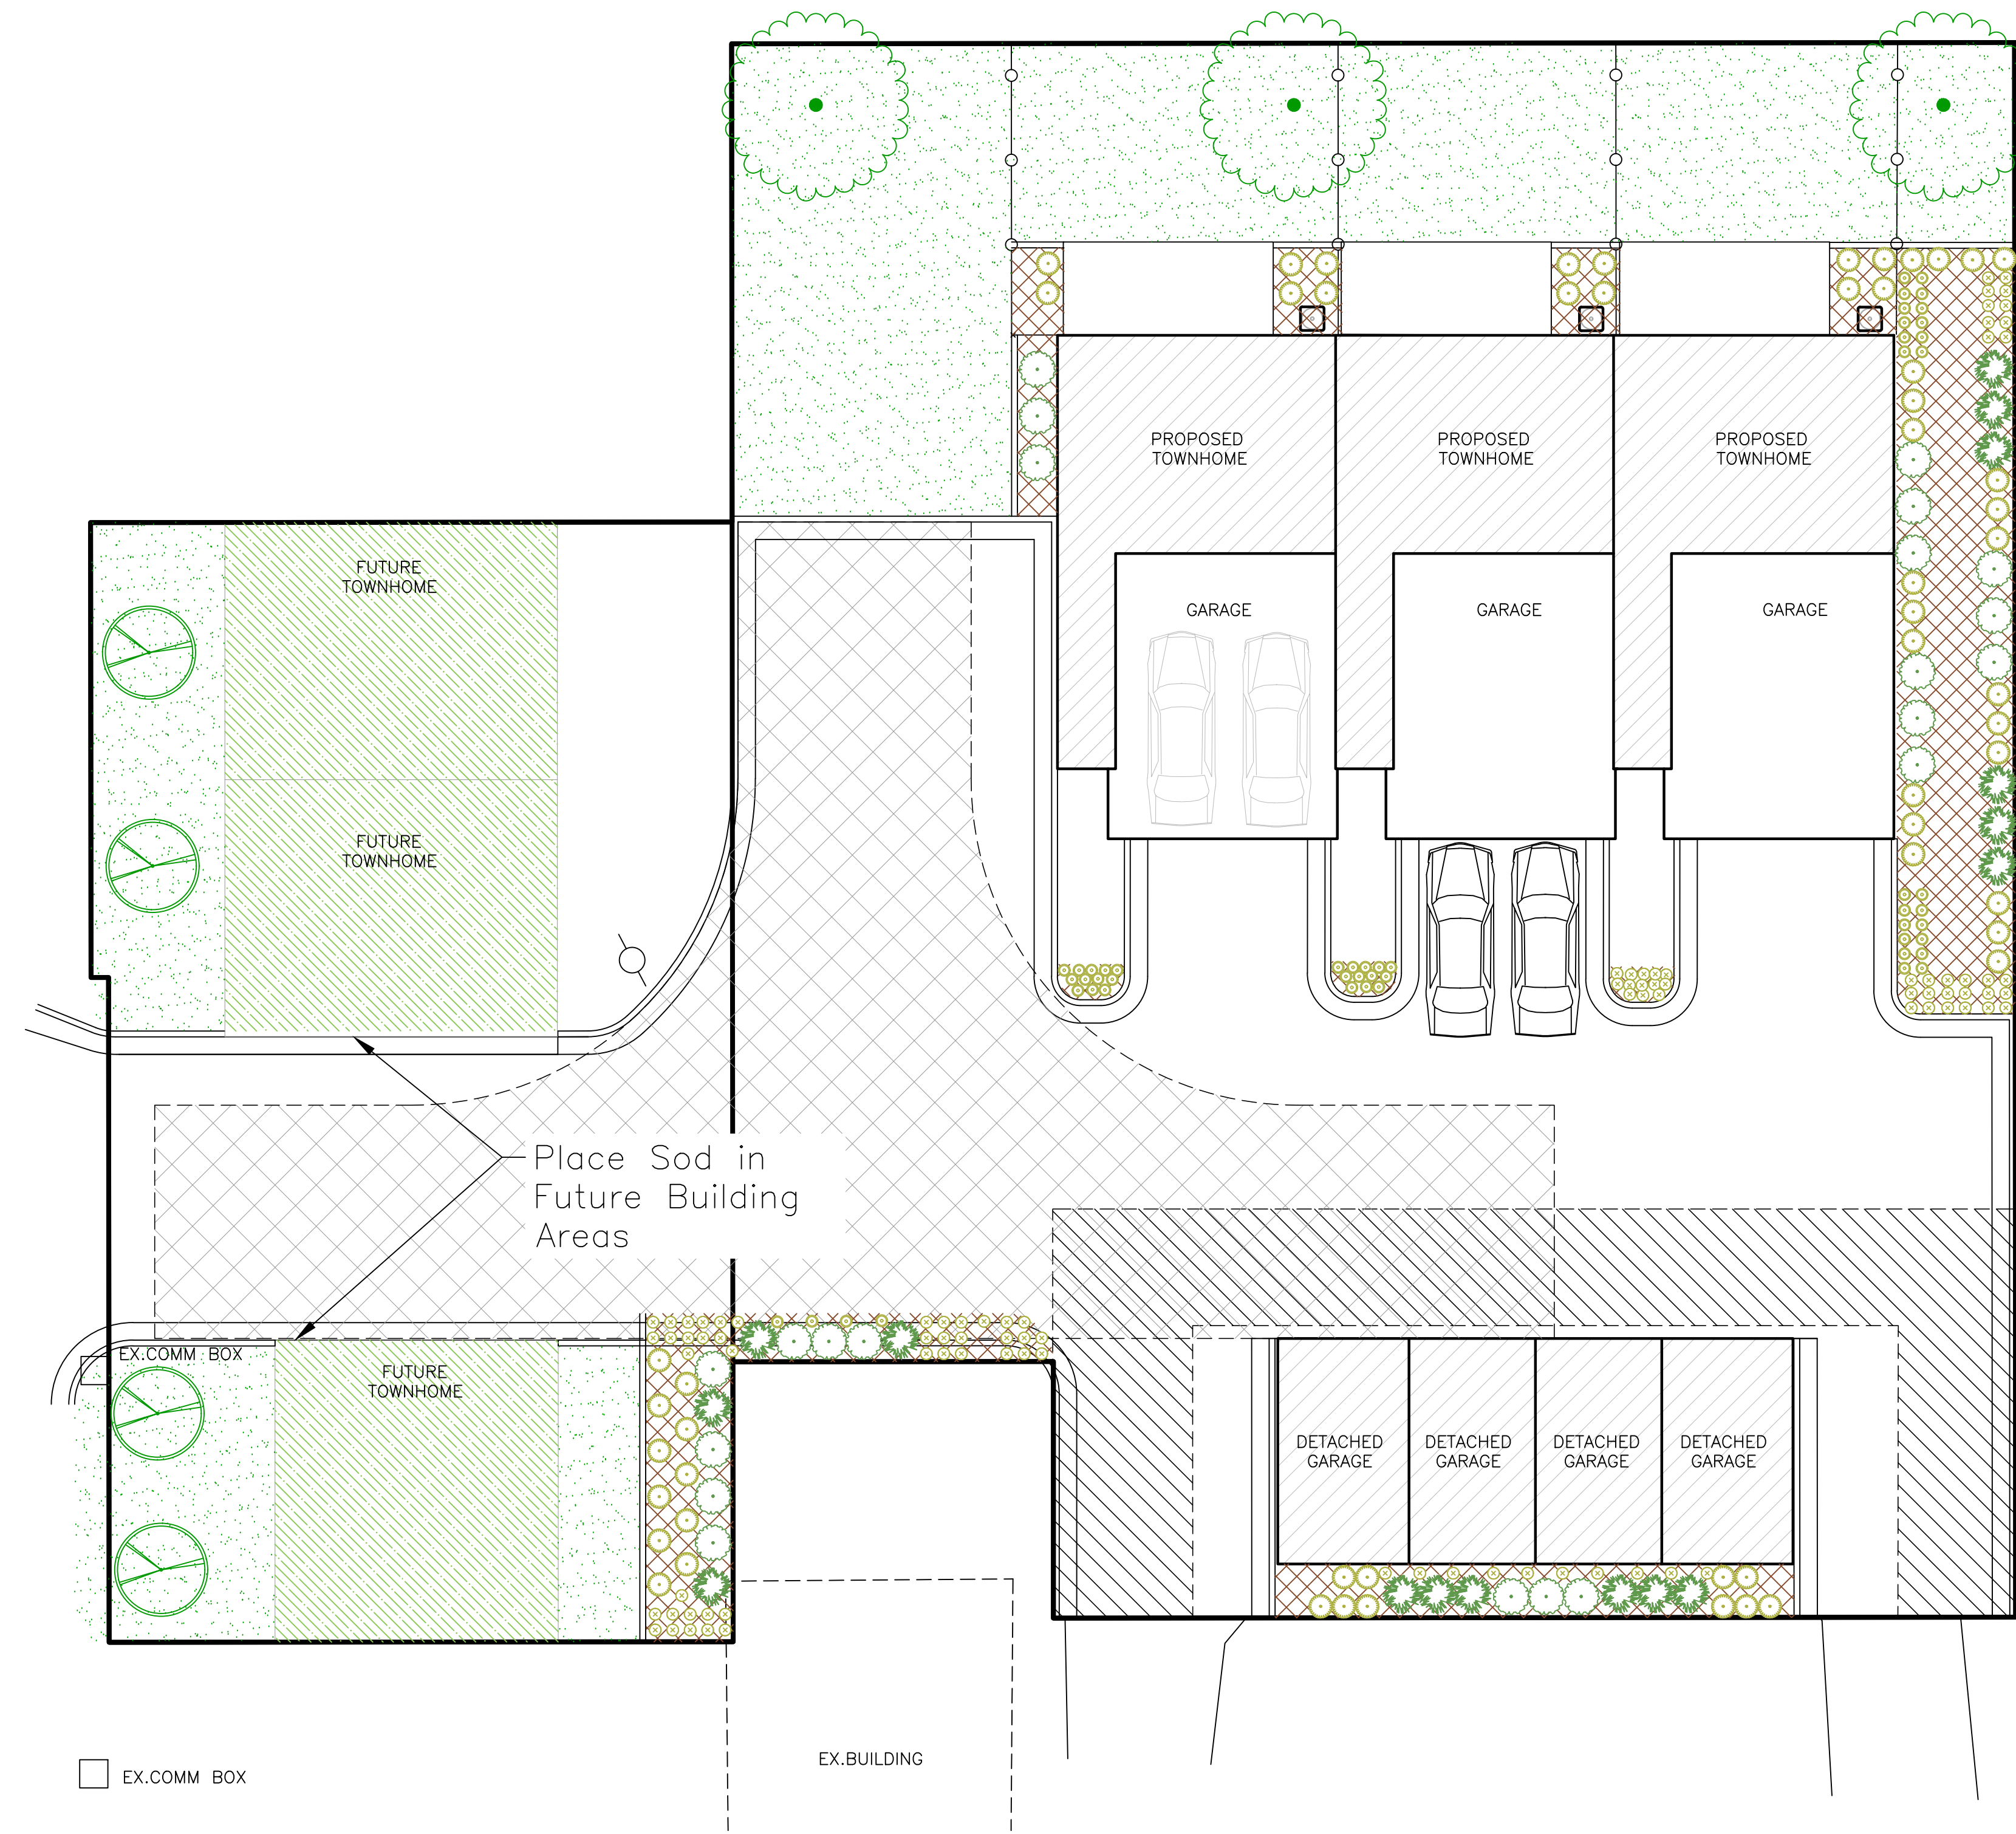 PROPOSED
TOWNHOME
PROPOSED
TOWNHOME
PROPOSED
TOWNHOME
FUTURE
TOWNHOME
GARAGE
GARAGE
GARAGE
FUTURE
TOWNHOME
Place Sod in
Future Building
Areas
EX.COMM BOX
FUTURE
TOWNHOME
DETACHED
GARAGE
DETACHED
GARAGE
DETACHED
GARAGE
DETACHED
GARAGE
EX.BUILDING
EX.COMM BOX